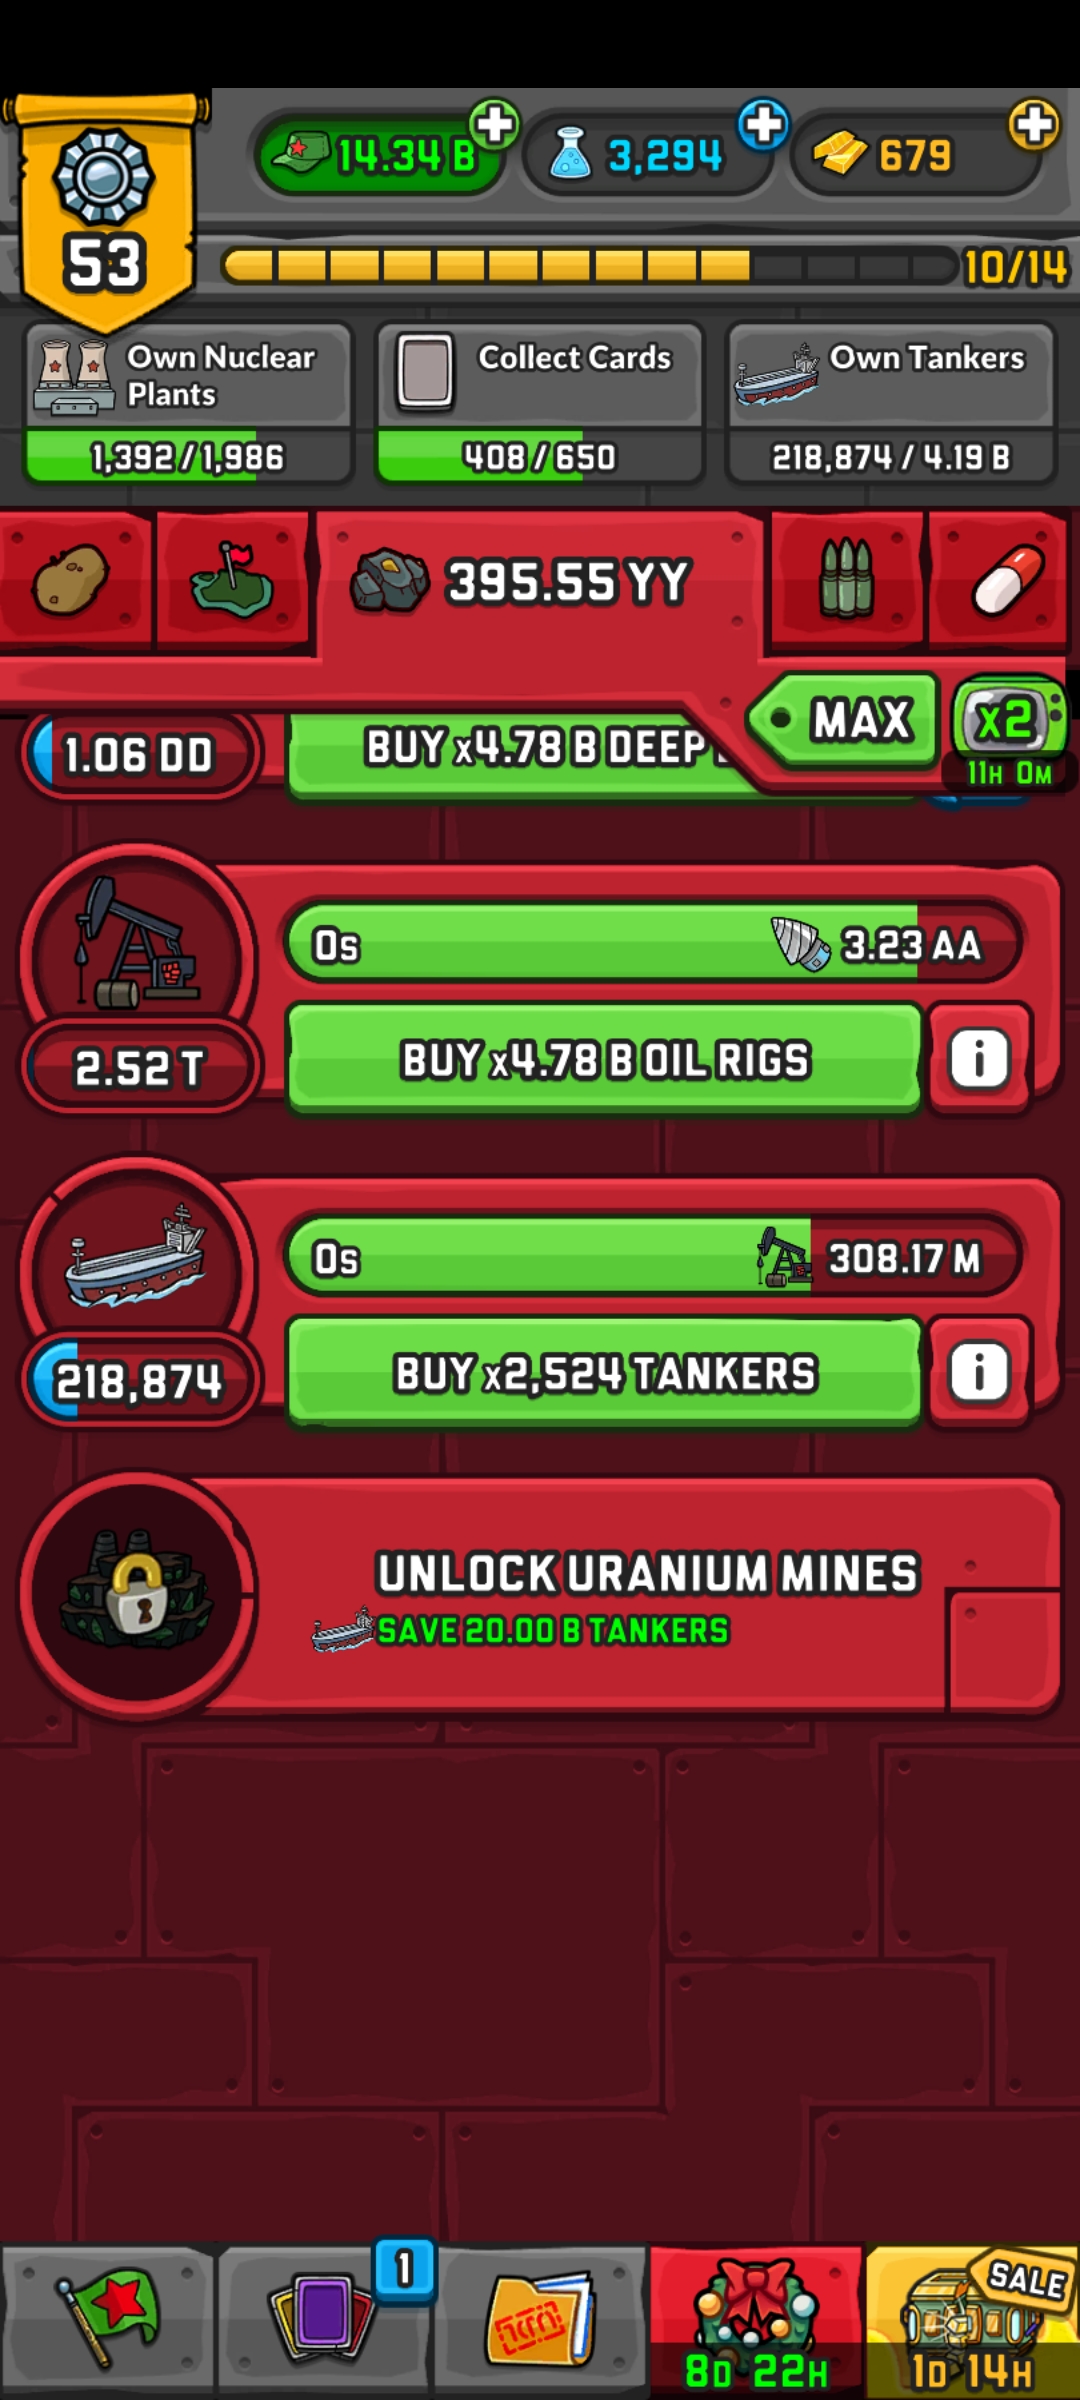 53
14.34 B
3,294
679
10/14
Own Nuclear
Plants
1,392/1,986
Collect Cards
408/650
Own Tankers
218,874 / 4.19 B
395.55 YY
MAX
x2
11H 0M
1.06 DD
BUY x4.78 B DEEP
0s
3.23 AA
2.52 T
BUY x4.78 B OIL RIGS
i
0s
308.17 M
218,874
BUY x2,524 TANKERS
i
UNLOCK URANIUM MINES
SAVE 20.00 B TANKERS
1
SALE
8D 22H
1D 14H